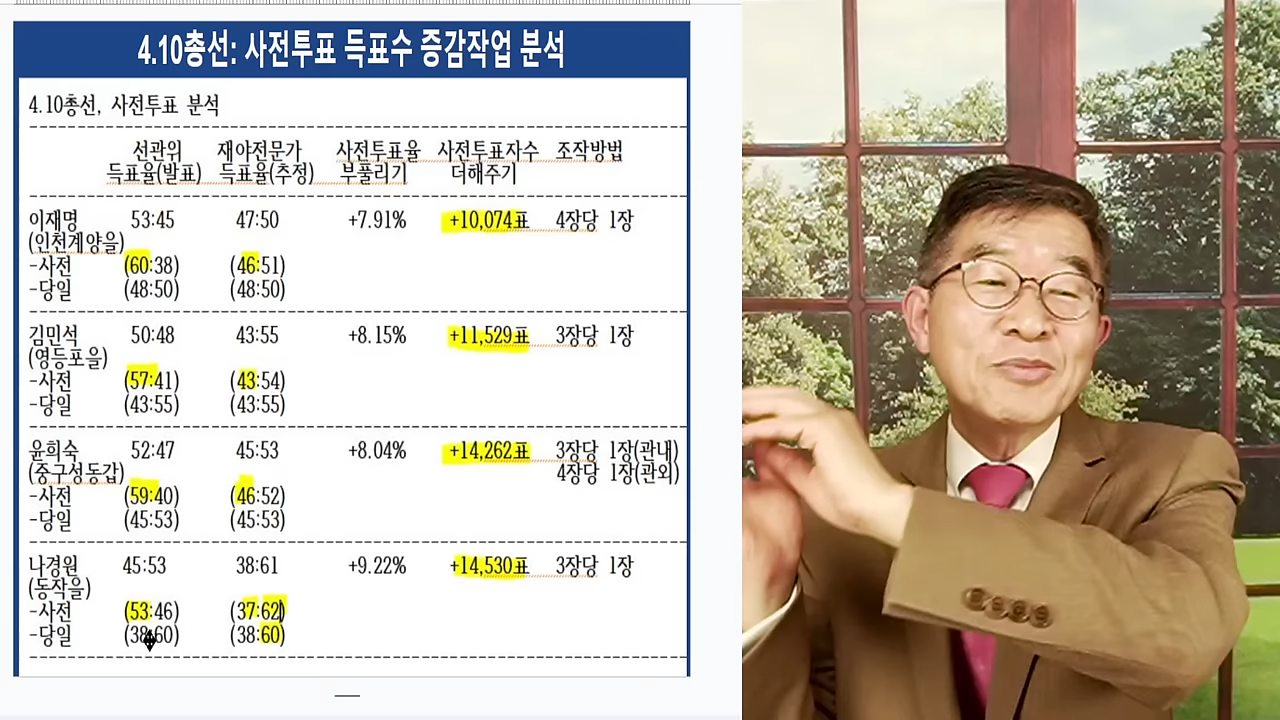 4.10총선: 사전투표 득표수 증감작업 분석
4.10총선, 사전투표 분석
선관위 재야전문가 사전투표율 사전투표자수 조작방법
득표율(발표) 득표율(추정) 부풀리기 더해주기
이재명 53:45 47:50 +7.91% +10,074표 4장당 1장
(인천계양을)
-사전 (60:38) (46:51)
-당일 (48:50) (48:50)
김민석 50:48 43:55 +8.15% +11,529표 3장당 1장
(영등포을)
-사전 (57:41) (43:54)
-당일 (43:55) (43:55)
윤희숙 52:47 45:53 +8.04% +14,262표 3장당 1장(관내)
(중구성동갑) 4장당 1장(관외)
-사전 (59:40) (46:52)
-당일 (45:53) (45:53)
나경원 45:53 38:61 +9.22% +14,530표 3장당 1장
(동작을)
-사전 (53:46) (37:62)
-당일 (38:60) (38:60)